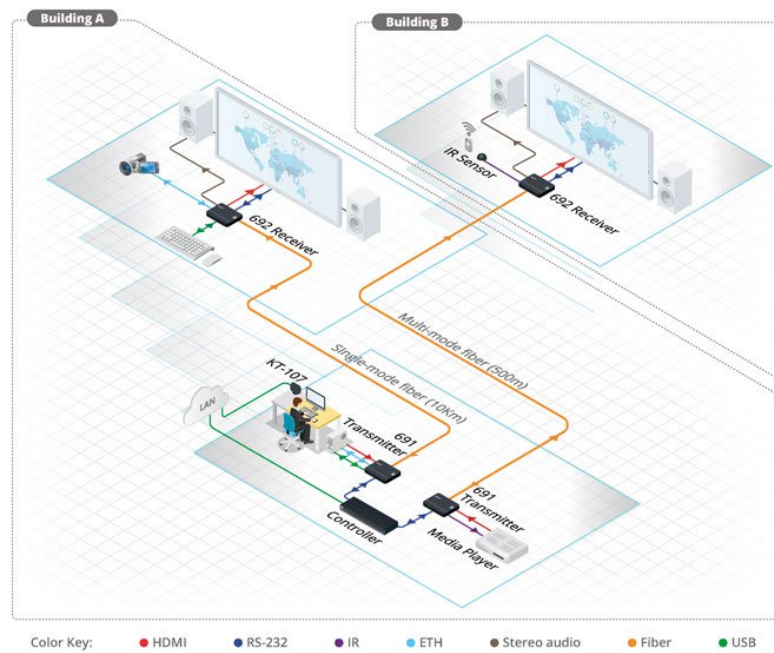 Building A
Building B
IR Sensor
692 Receiver
692 Receiver
Multi-mode fiber (500m)
Single-mode fiber (10Km)
KT-107
LAN
691
Transmitter
691
Transmitter
Controller
Media Player
Color Key:
HDMI
RS-232
IR
ETH
Stereo audio
Fiber
USB